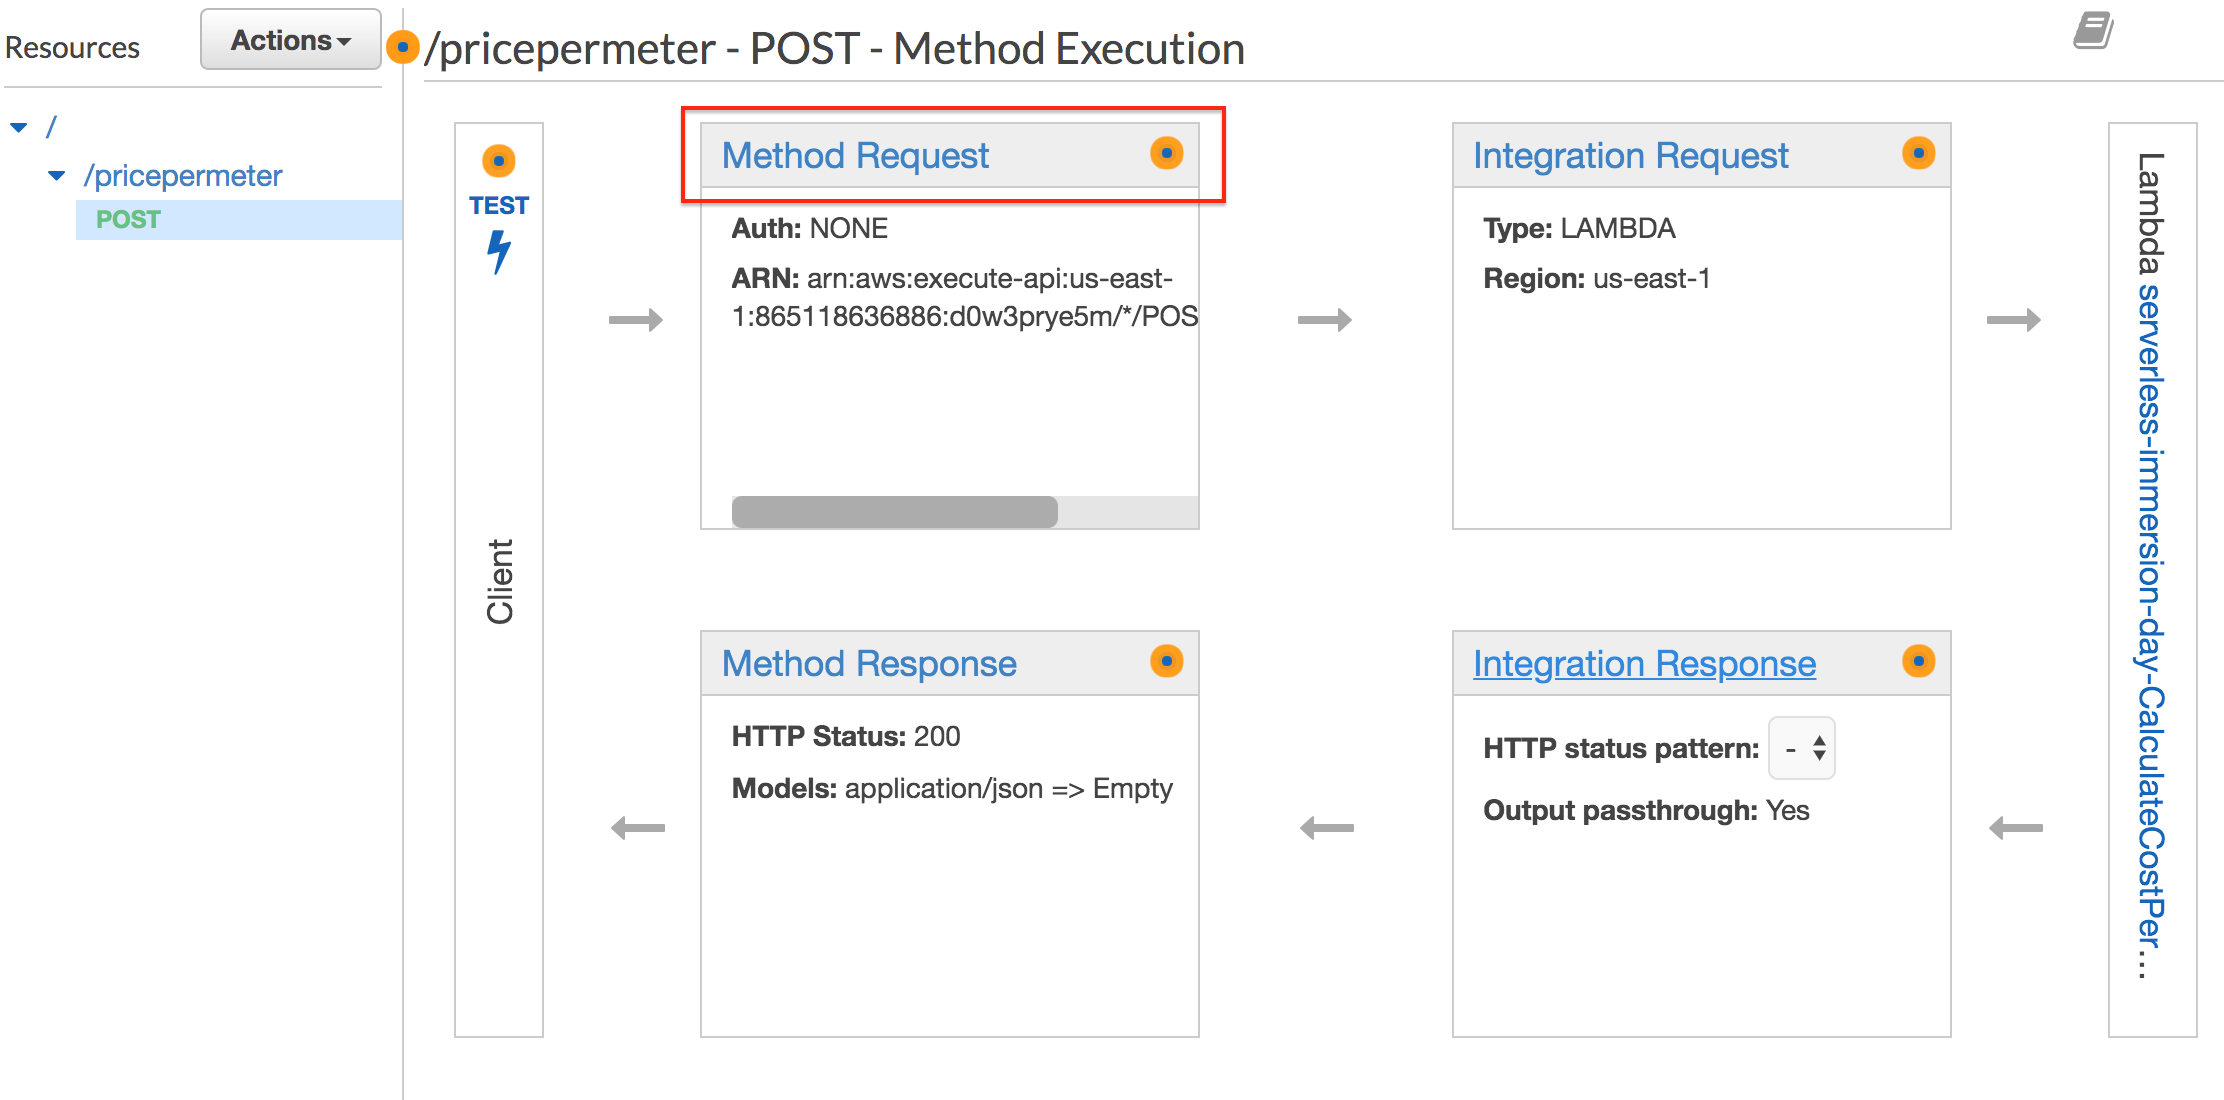 Resources
Actions
/pricepermeter - POST - Method Execution
/
/pricepermeter
POST
TEST
Client
Method Request
Auth: NONE
ARN: arn:aws:execute-api:us-east-
1:865118636886:d0w3prye5m/*/POS
Integration Request
Type: LAMBDA
Region: us-east-1
Lambda serverless-immersion-day-CalculateCostPer...
Method Response
HTTP Status: 200
Models: application/json => Empty
Integration Response
HTTP status pattern: -
Output passthrough: Yes